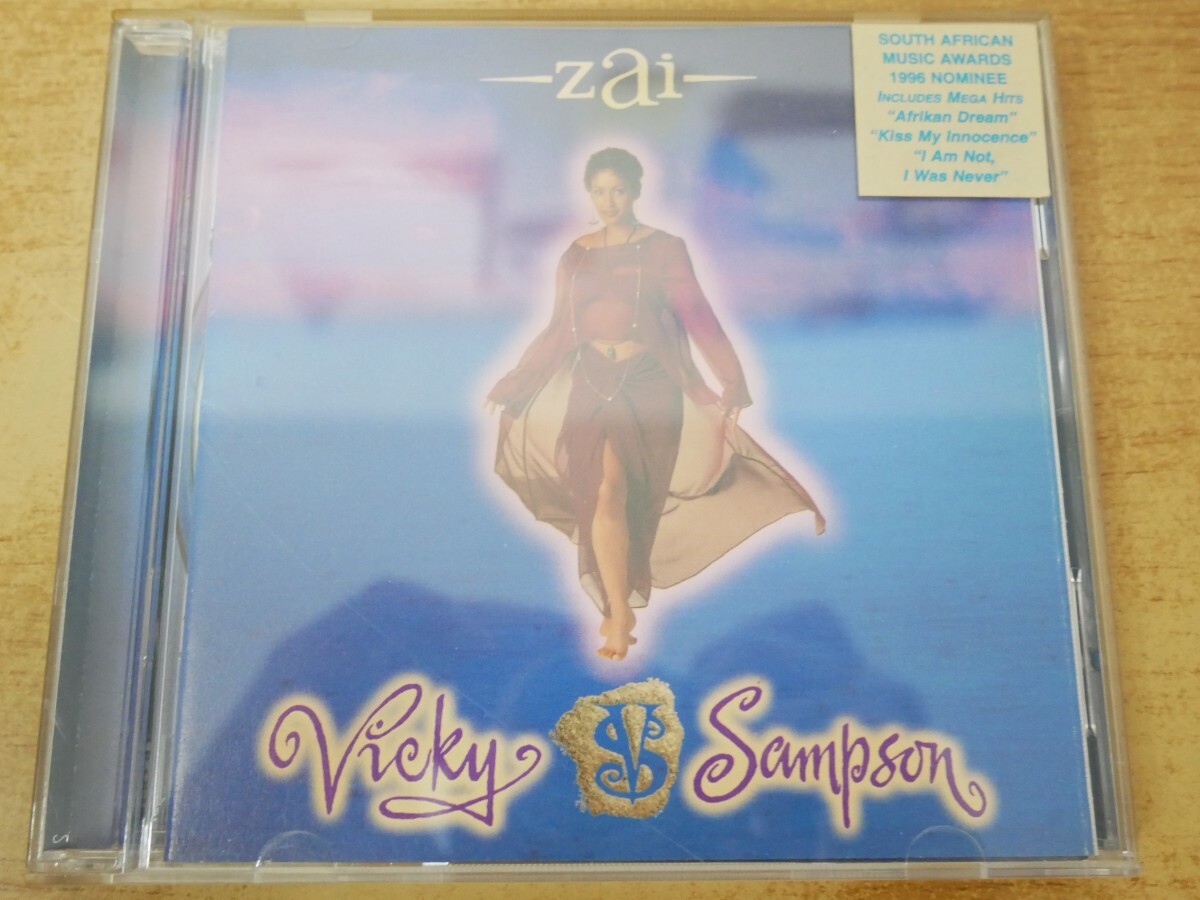 zai
SOUTH AFRICAN
MUSIC AWARDS
1996 NOMINEE
INCLUDES MEGA HITS
"Afrikan Dream"
"Kiss My Innocence"
"I Am Not,
I Was Never"
Vicky VS Sampson
S